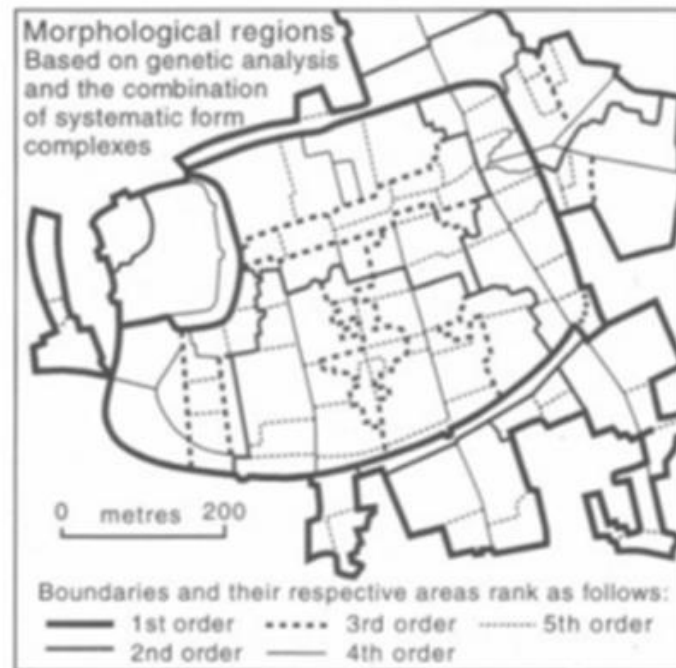 Morphological regions
Based on genetic analysis
and the combination
of systematic form
complexes
0 metres 200
Boundaries and their respective areas rank as follows:
1st order 3rd order 5th order
2nd order 4th order